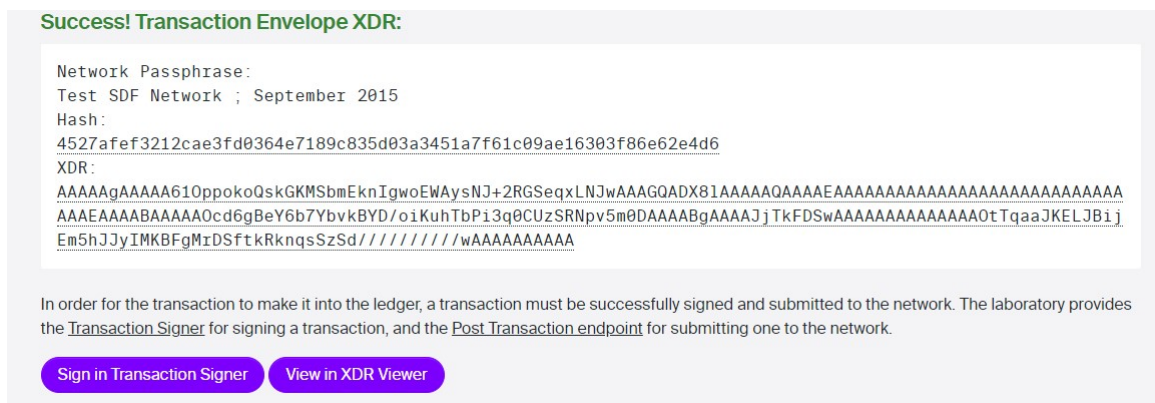 Success! Transaction Envelope XDR:
Network Passphrase:
Test SDF Network ; September 2015
Hash:
4527afef3212cae3fd0364e7189c835d03a3451a7f61c09ae16303f86e62e4d6
XDR:
AAAAAgAAAAA61OppokoQskGKMSbmEknIgwoEWAysNJ+2RGSeqxLNJwAAAGQADX8lAAAAAQAAAAEAAAAAAAAAAAAAAAAAAAAAAAAAA
AAAEAAAABAAAAAOcd6gBeY6b7YbvkBYD/oiKuhTbPi3q0CUzSRNpv5m0DAAAABgAAAAJjTkFDSwAAAAAAAAAAAAAAOtTqaaJKELJBij
Em5hJJyIMKBFgMrDSftkRknqsSzSd//////////wAAAAAAAAAA
In order for the transaction to make it into the ledger, a transaction must be successfully signed and submitted to the network. The laboratory provides
the Transaction Signer for signing a transaction, and the Post Transaction endpoint for submitting one to the network.
Sign in Transaction Signer
View in XDR Viewer